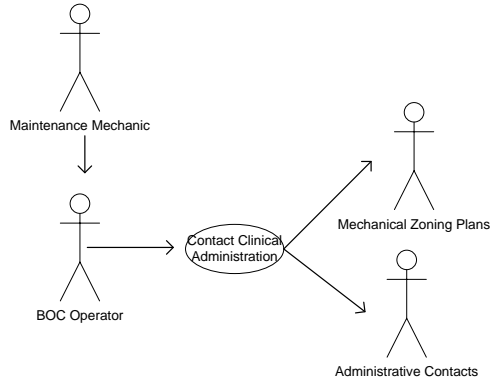 Maintenance Mechanic
Mechanical Zoning Plans
Contact Clinical
Administration
BOC Operator
Administrative Contacts